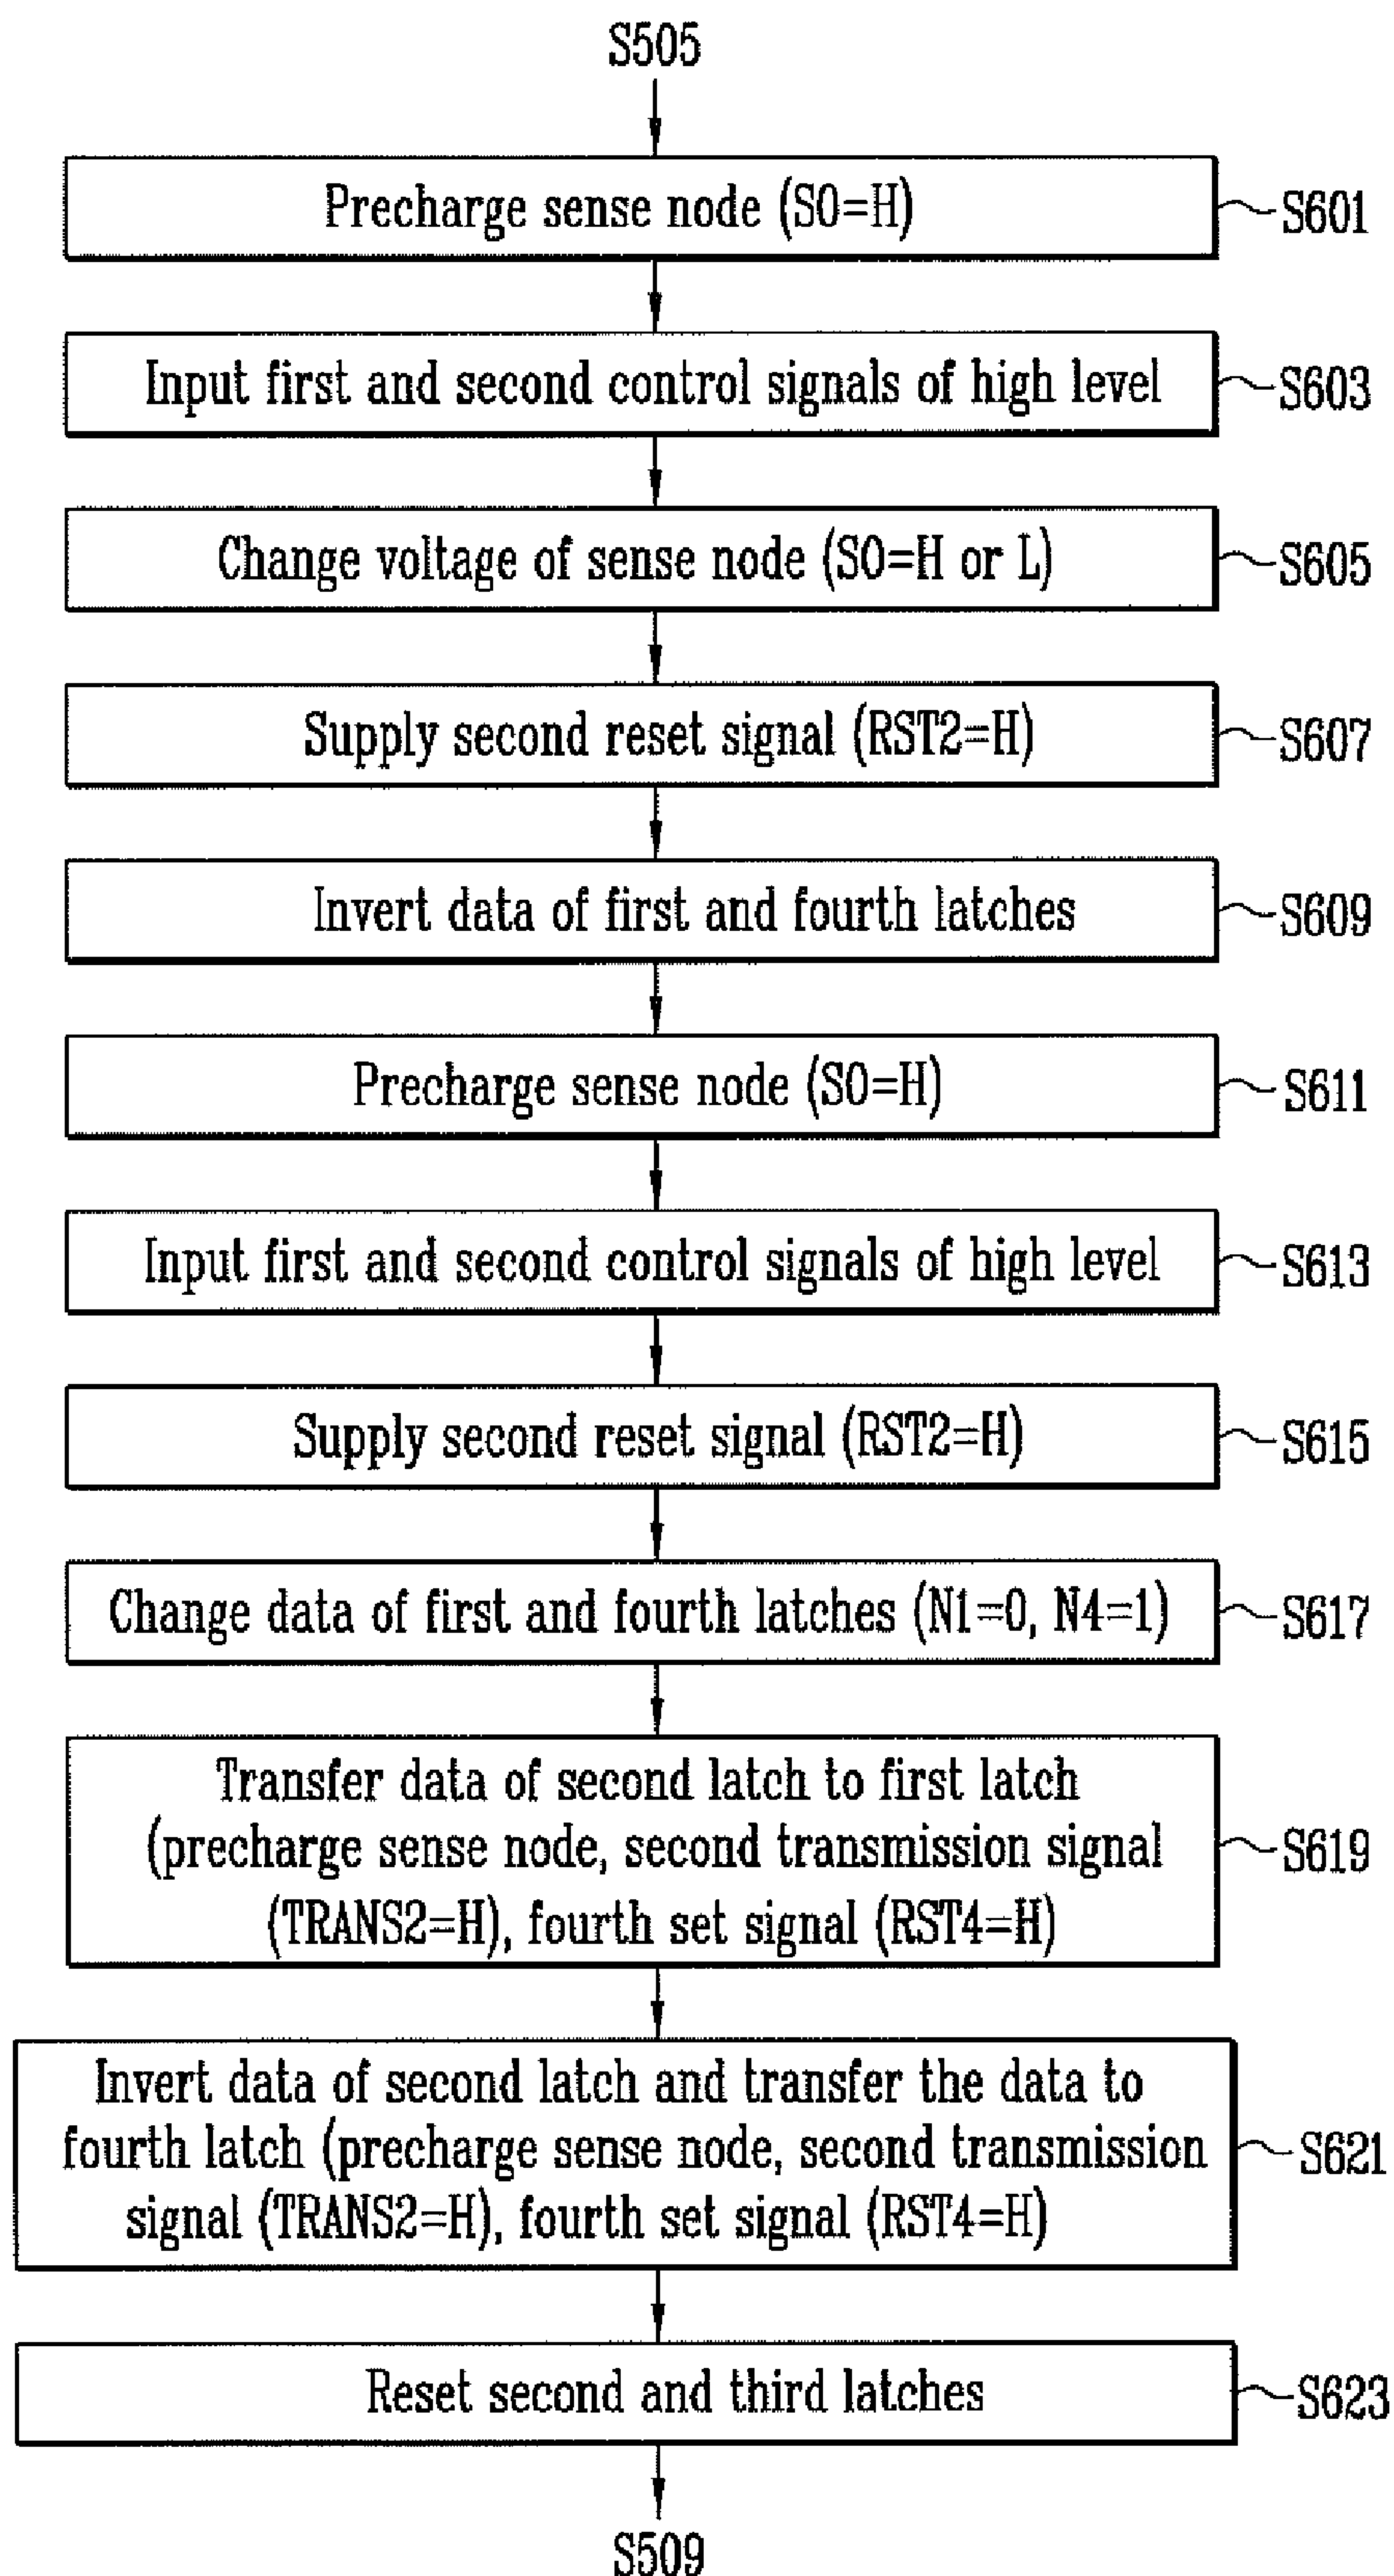 S505
Precharge sense node (SO=H)
S601
Input first and second control signals of high level
S603
Change voltage of sense node (SO=H or L)
S605
Supply second reset signal (RST2=H)
S607
Invert data of first and fourth latches
S609
Precharge sense node (SO=H)
S611
Input first and second control signals of high level
S613
Supply second reset signal (RST2=H)
S615
Change data of first and fourth latches (N1=0, N4=1)
S617
Transfer data of second latch to first latch
(precharge sense node, second transmission signal
(TRANS2=H), fourth set signal (RST4=H)
S619
Invert data of second latch and transfer the data to
fourth latch (precharge sense node, second transmission
signal (TRANS2=H), fourth set signal (RST4=H)
S621
Reset second and third latches
S623
S509